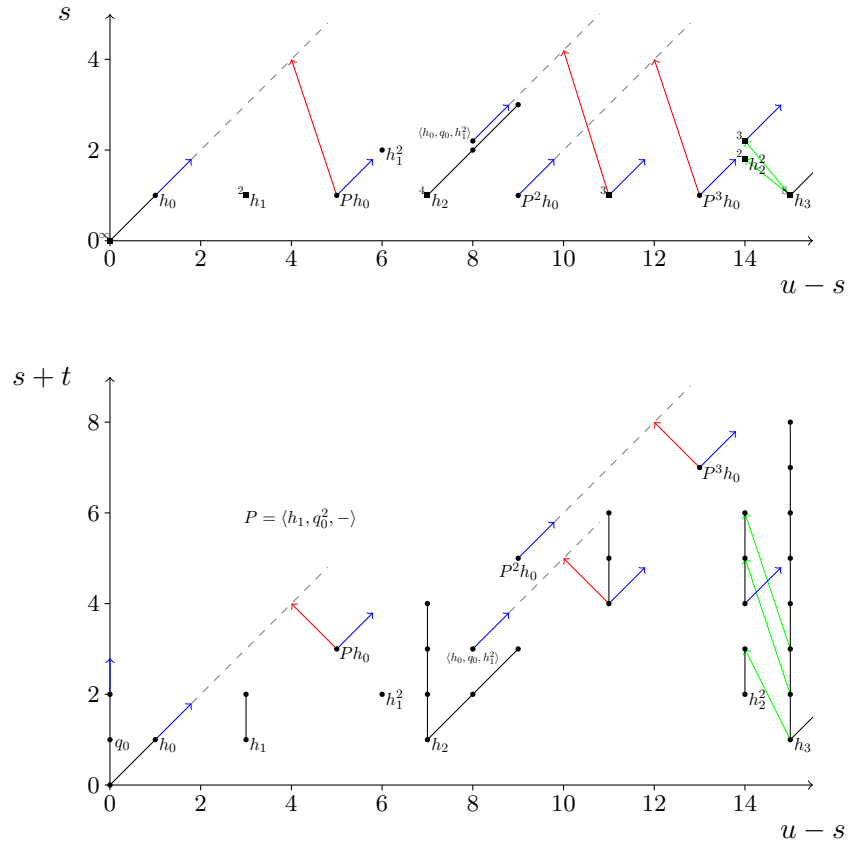 s
4
2
0
∞
h₀
2
h₁
Ph₀
h₁²
⟨h₀, q₀, h₁²⟩
4
h₂
P²h₀
3
P³h₀
3
2
h₂²
8
h₃
0 2 4 6 8 10 12 14
u − s
s + t
8
6
P = ⟨h₁, q₀², −⟩
P³h₀
P²h₀
4
Ph₀
⟨h₀, q₀, h₁²⟩
2
h₁²
h₂²
q₀
h₀
h₁
h₂
h₃
0
0 2 4 6 8 10 12 14
u − s